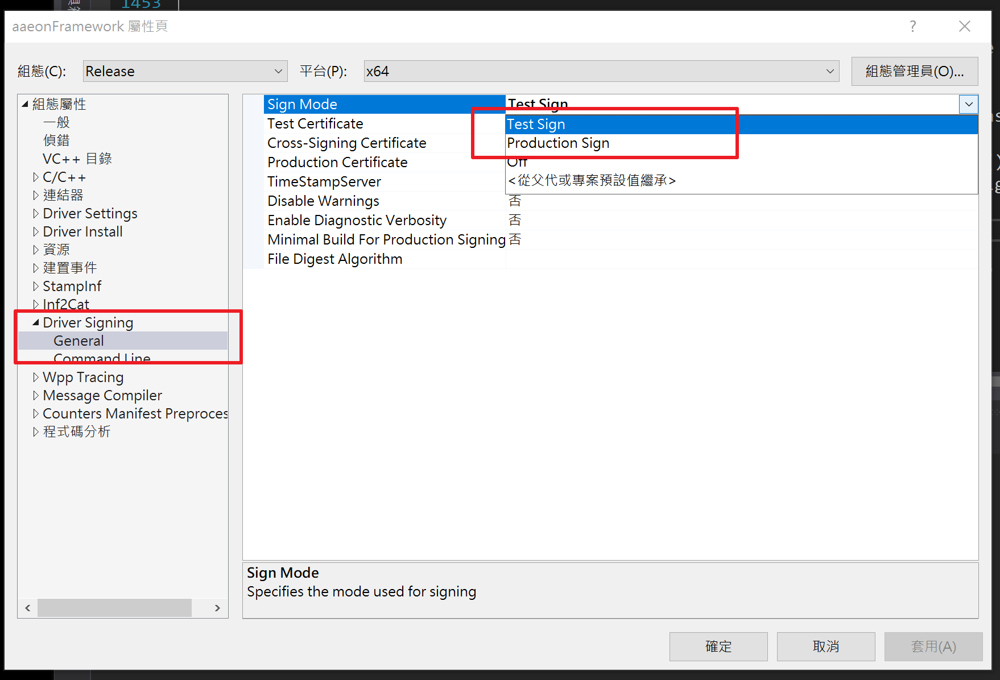 1453
aaeonFramework 屬性頁
組態(C): Release 平台(P): x64 組態管理員(O)...
組態屬性
一般
偵錯
VC++ 目錄
C/C++
連結器
Driver Settings
Driver Install
資源
建置事件
StampInf
Inf2Cat
Driver Signing
General
Command Line
Wpp Tracing
Message Compiler
Counters Manifest Preproces
程式碼分析
Sign Mode Test Sign
Test Certificate Test Sign
Cross-Signing Certificate Production Sign
Production Certificate Off
TimeStampServer <從父代或專案預設值繼承>
Disable Warnings 否
Enable Diagnostic Verbosity 否
Minimal Build For Production Signing 否
File Digest Algorithm
Sign Mode
Specifies the mode used for signing
確定 取消 套用(A)